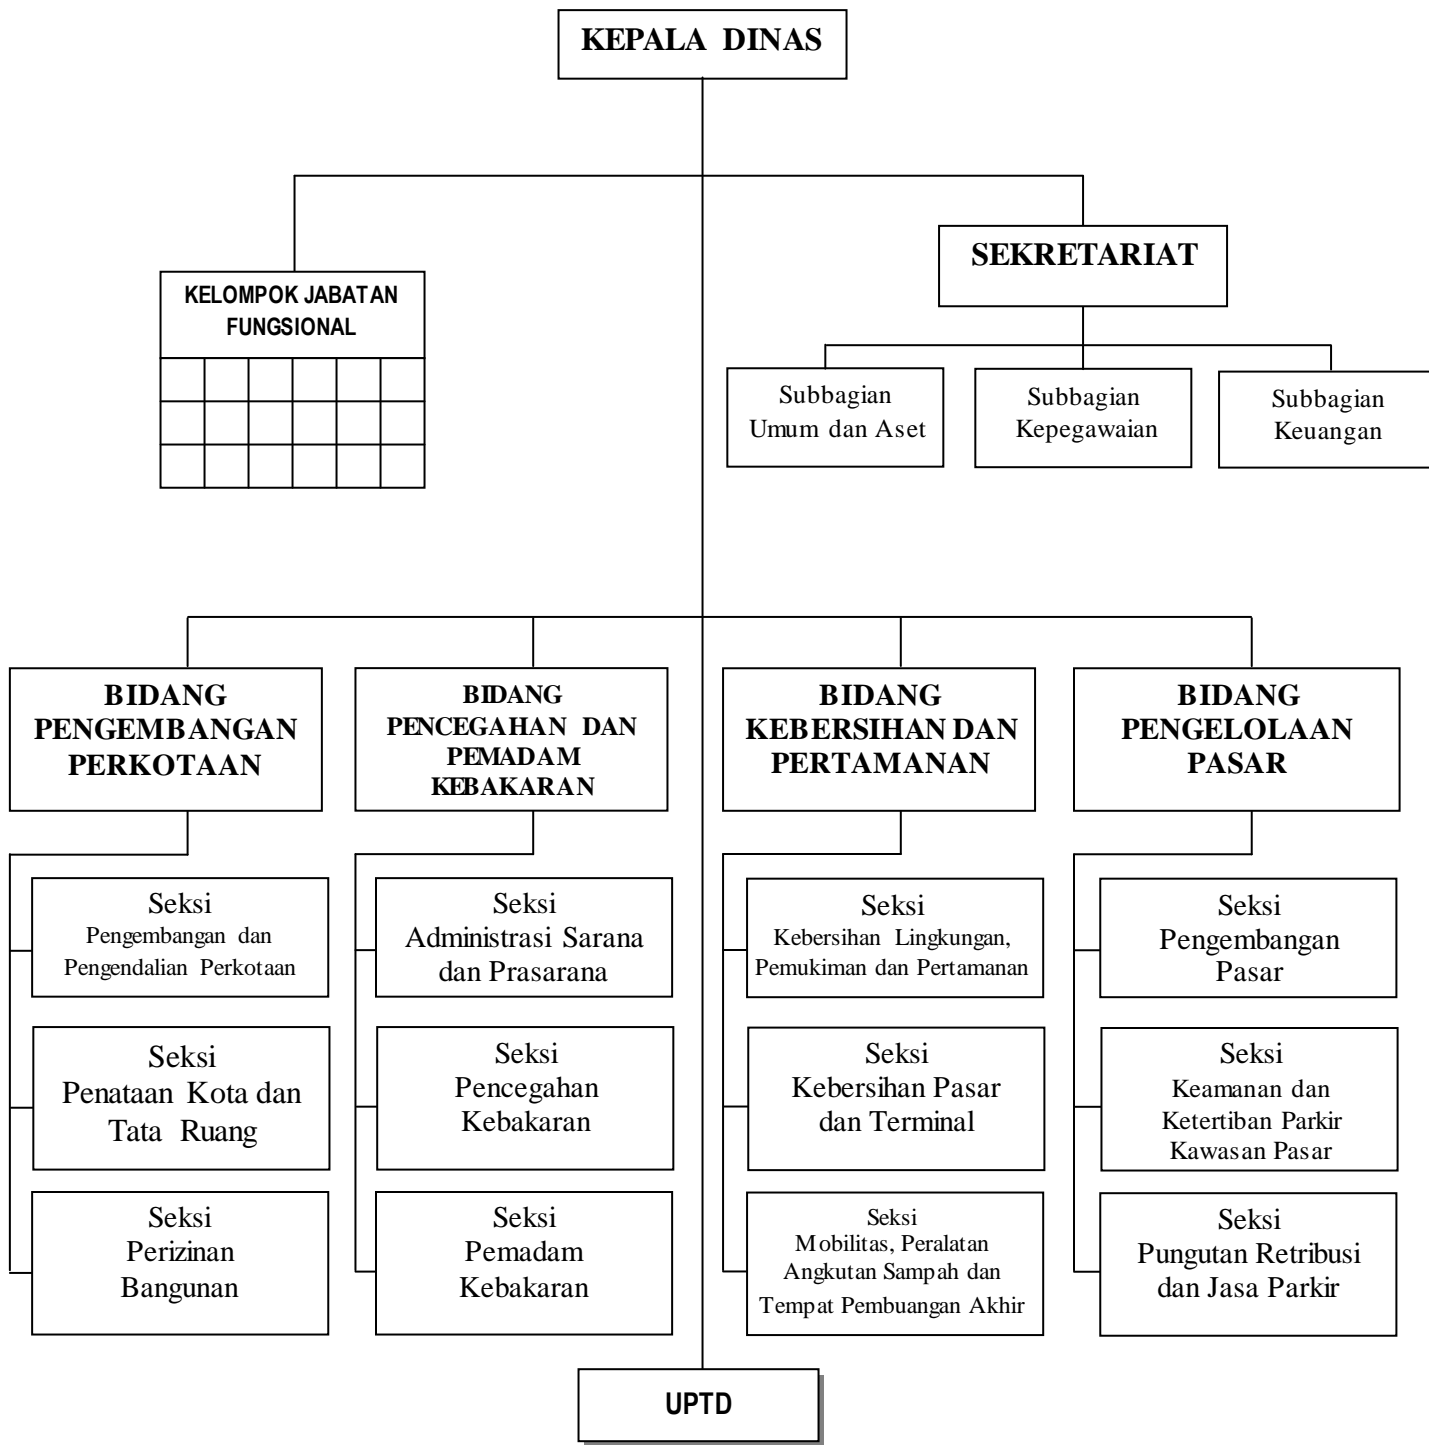 KEPALA DINAS
SEKRETARIAT
KELOMPOK JABATAN
FUNGSIONAL
Subbagian
Umum dan Aset
Subbagian
Kepegawaian
Subbagian
Keuangan
BIDANG
PENGEMBANGAN
PERKOTAAN
BIDANG
PENCEGAHAN DAN
PEMADAM
KEBAKARAN
BIDANG
KEBERSIHAN DAN
PERTAMANAN
BIDANG
PENGELOLAAN
PASAR
Seksi
Pengembangan dan
Pengendalian Perkotaan
Seksi
Administrasi Sarana
dan Prasarana
Seksi
Kebersihan Lingkungan,
Pemukiman dan Pertamanan
Seksi
Pengembangan
Pasar
Seksi
Penataan Kota dan
Tata Ruang
Seksi
Pencegahan
Kebakaran
Seksi
Kebersihan Pasar
dan Terminal
Seksi
Keamanan dan
Ketertiban Parkir
Kawasan Pasar
Seksi
Perizinan
Bangunan
Seksi
Pemadam
Kebakaran
Seksi
Mobilitas, Peralatan
Angkutan Sampah dan
Tempat Pembuangan Akhir
Seksi
Pungutan Retribusi
dan Jasa Parkir
UPTD